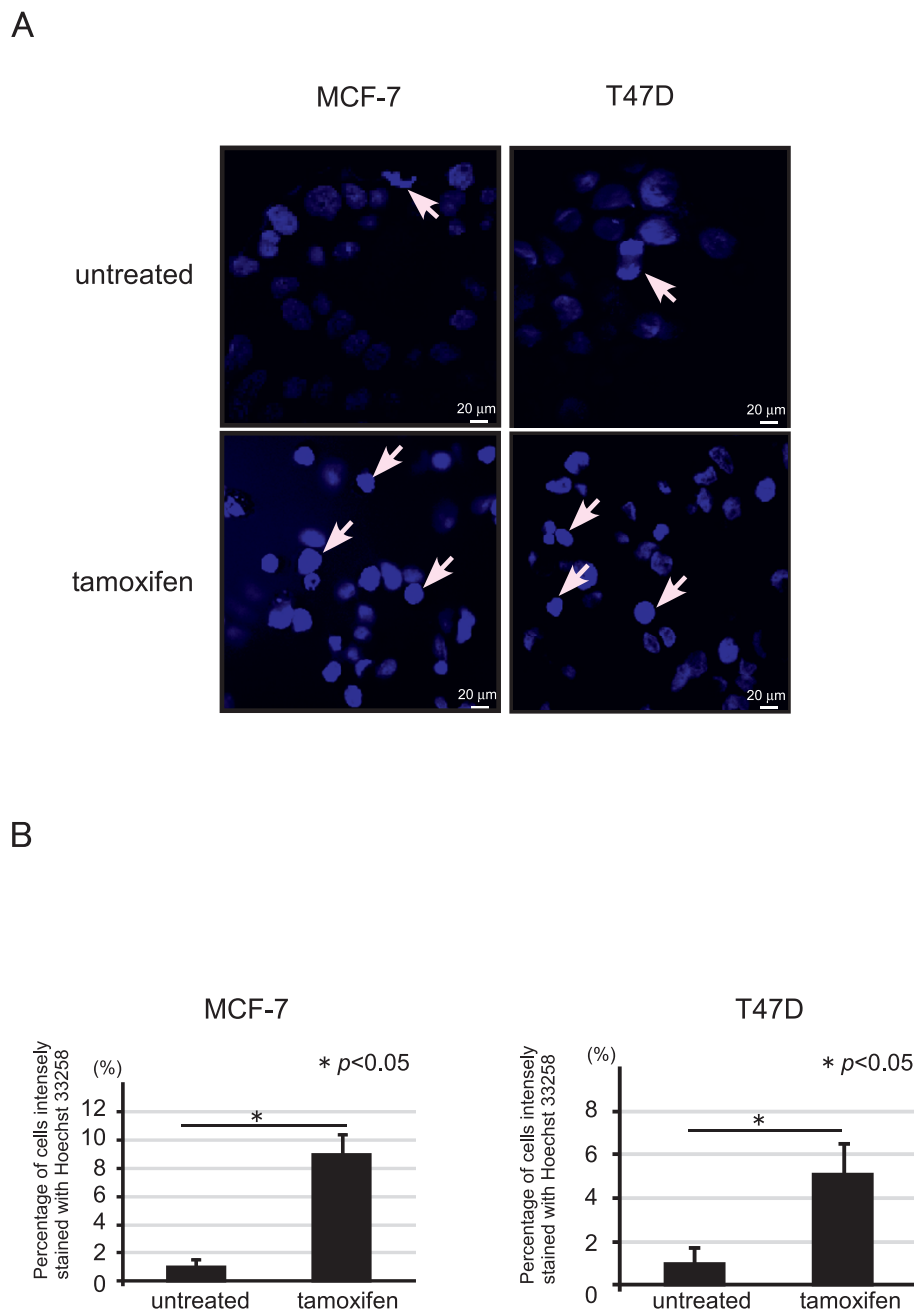 A
MCF-7
T47D
untreated
20 μm
20 μm
tamoxifen
20 μm
20 μm
B
MCF-7
Percentage of cells intensely
stained with Hoechst 33258
(%)
* p<0.05
12
10
8
6
4
2
0
*
untreated
tamoxifen
T47D
Percentage of cells intensely
stained with Hoechst 33258
(%)
* p<0.05
8
6
4
2
0
*
untreated
tamoxifen